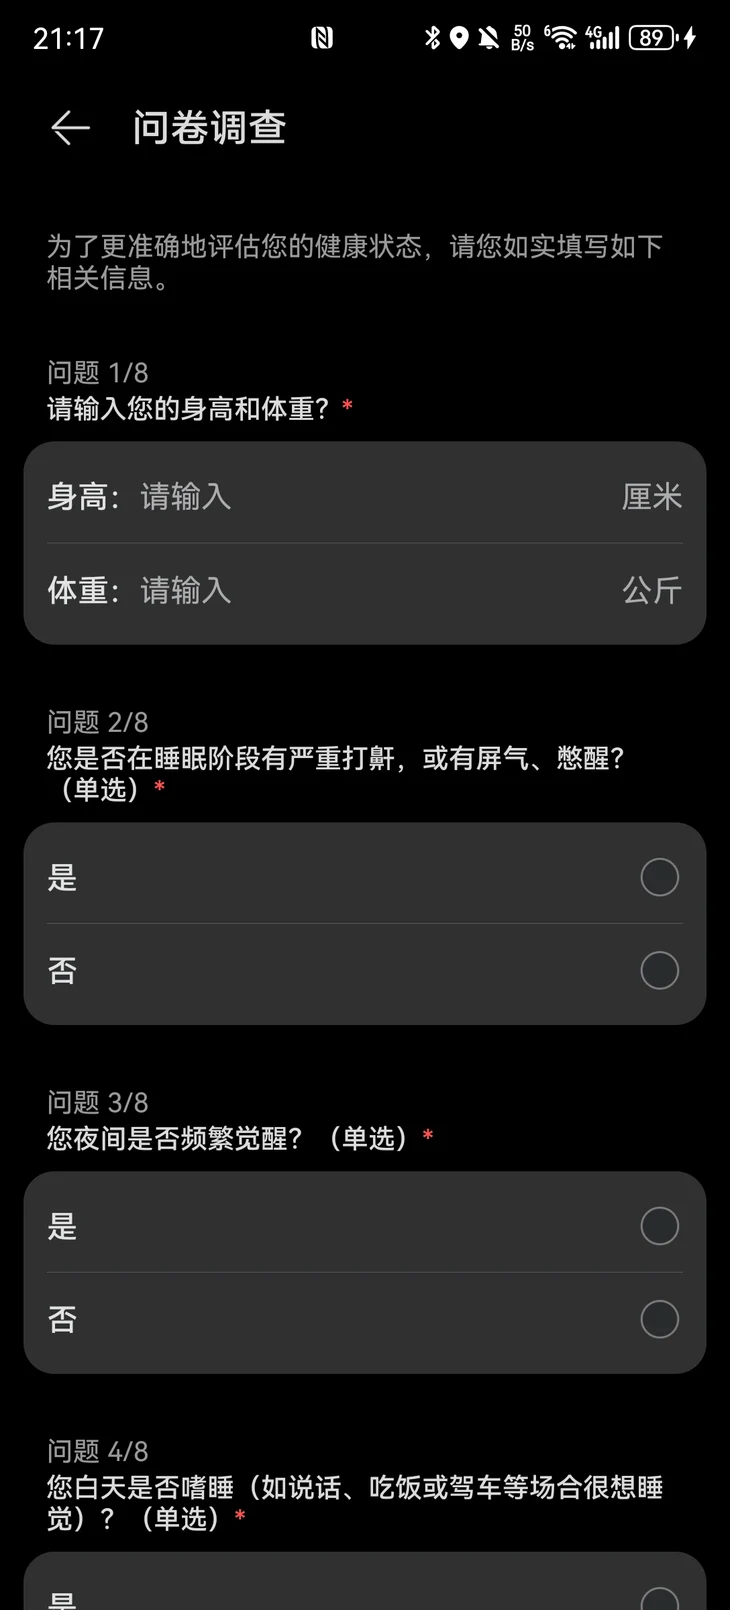 21:17
50 B/s
6
4G
89
问卷调查
为了更准确地评估您的健康状态，请您如实填写如下
相关信息。
问题 1/8
请输入您的身高和体重？*
身高：请输入 厘米
体重：请输入 公斤
问题 2/8
您是否在睡眠阶段有严重打鼾，或有屏气、憋醒？
（单选）*
是
否
问题 3/8
您夜间是否频繁觉醒？（单选）*
是
否
问题 4/8
您白天是否嗜睡（如说话、吃饭或驾车等场合很想睡
觉）？（单选）*
是